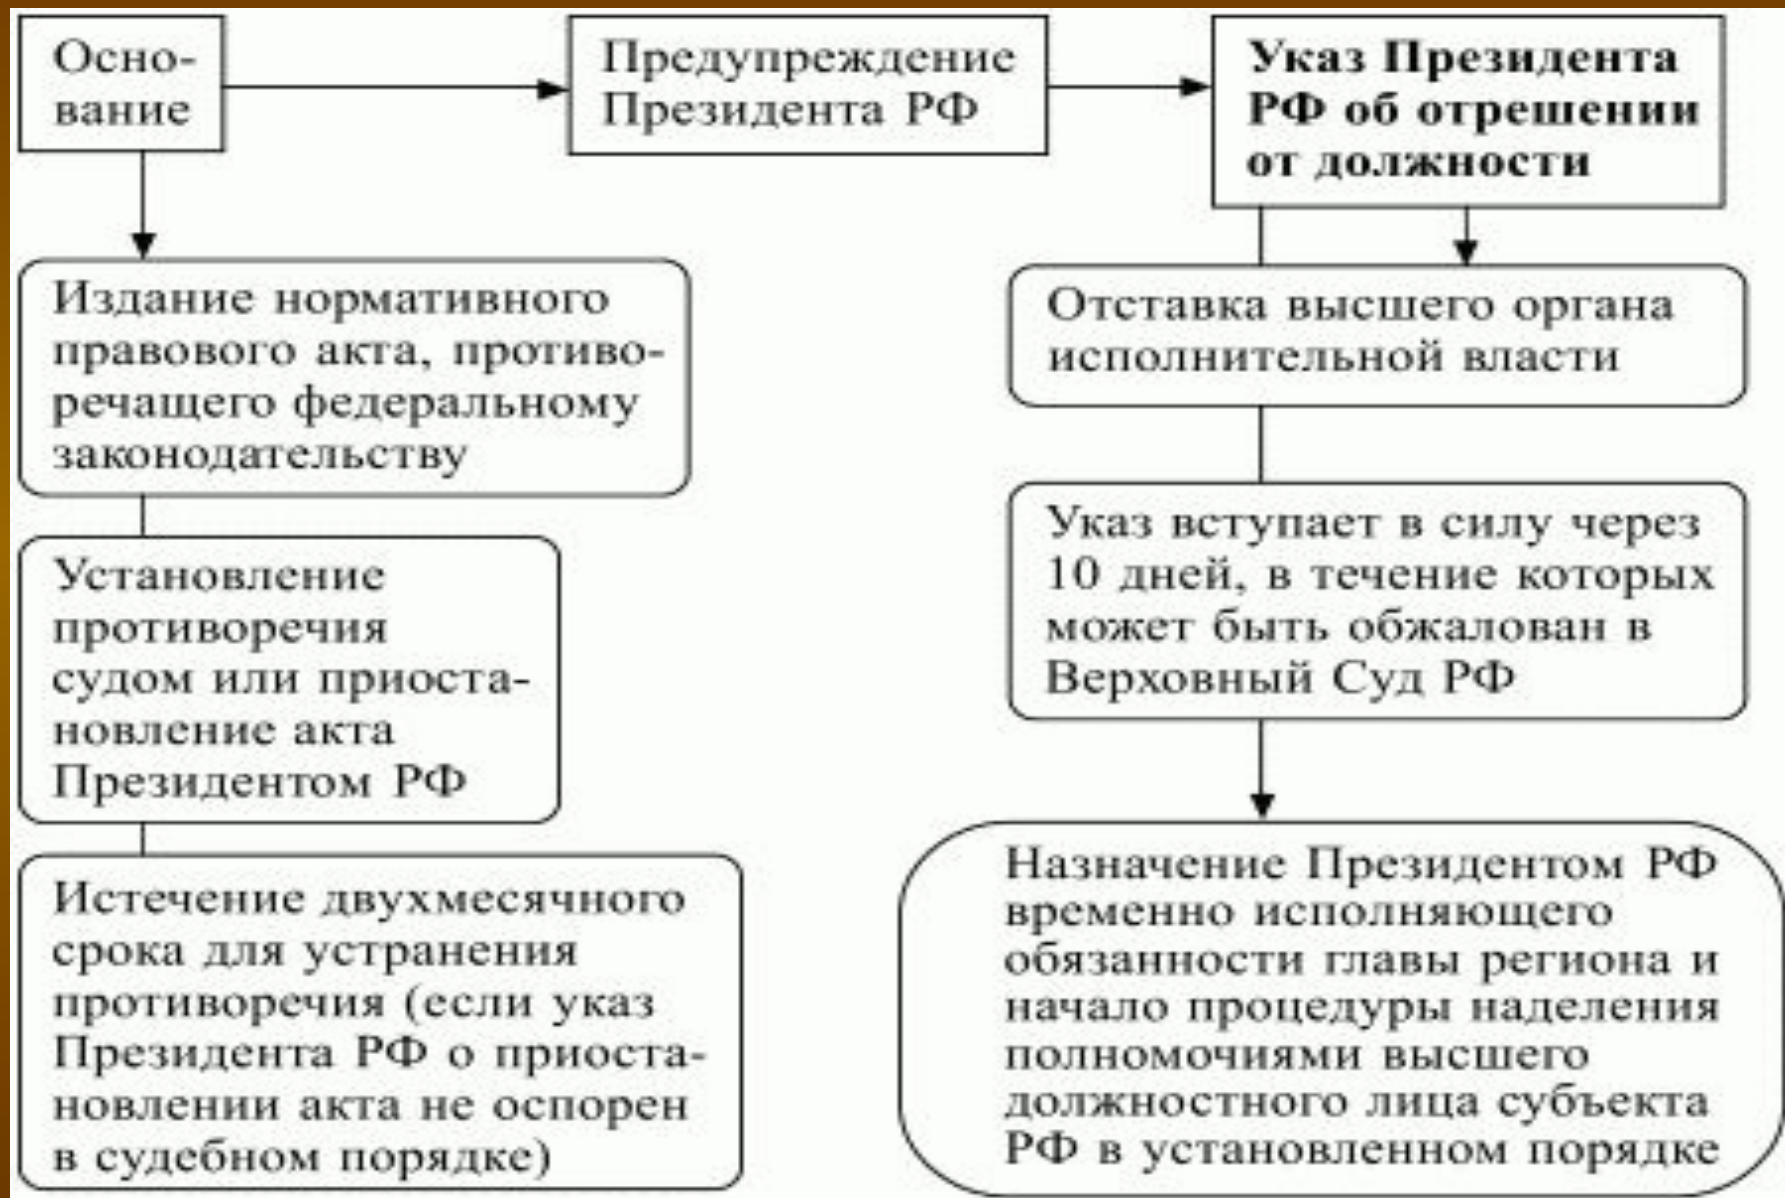 Осно-
вание
Предупреждение
Президента РФ
Указ Президента
РФ об отрешении
от должности
Издание нормативного
правового акта, противо-
речащего федеральному
законодательству
Установление
противоречия
судом или приоста-
новление акта
Президентом РФ
Истечение двухмесячного
срока для устранения
противоречия (если указ
Президента РФ о приоста-
новлении акта не оспорен
в судебном порядке)
Отставка высшего органа
исполнительной власти
Указ вступает в силу через
10 дней, в течение которых
может быть обжалован в
Верховный Суд РФ
Назначение Президентом РФ
временно исполняющего
обязанности главы региона и
начало процедуры наделения
полномочиями высшего
должностного лица субъекта
РФ в установленном порядке